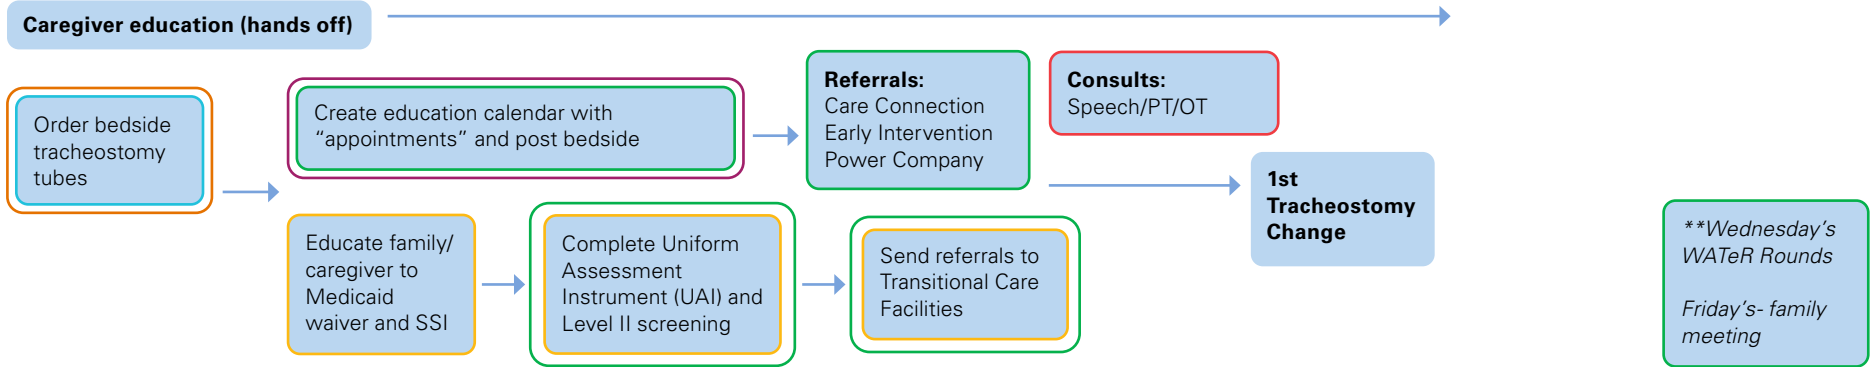 Caregiver education (hands off)
Order bedside
tracheostomy
tubes
Create education calendar with
“appointments” and post bedside
Referrals:
Care Connection
Early Intervention
Power Company
Consults:
Speech/PT/OT
Educate family/
caregiver to
Medicaid
waiver and SSI
Complete Uniform
Assessment
Instrument (UAI) and
Level II screening
Send referrals to
Transitional Care
Facilities
1st
Tracheostomy
Change
**Wednesday’s
WATeR Rounds
Friday’s- family
meeting